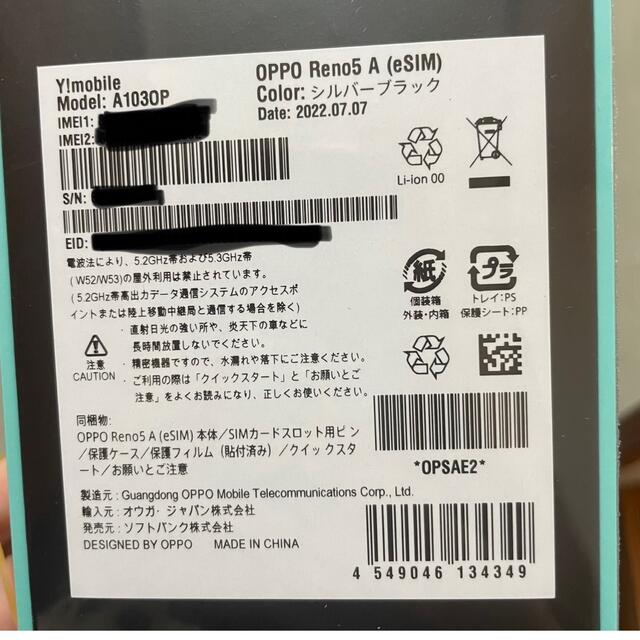 Y!mobile
Model: A103OP
IMEI1:
IMEI2:
S/N:
EID:
OPPO Reno5 A (eSIM)
Color: シルバーブラック
Date: 2022.07.07
Li-ion 00
電波法により、5.2GHz帯および5.3GHz帯
(W52/W53)の屋外利用は禁止されています。
(5.2GHz帯高出力データ通信システムのアクセスポ
イントまたは陸上移動中継局と通信する場合を除く)
注意
CAUTION
・直射日光の強い所や、炎天下の車などに
長時間放置しないでください。
・精密機器ですので、水濡れや落下にご注意ください。
・ご利用の際は「クイックスタート」と「お願いとご
注意」をよくお読みになり、正しくお使いください。
紙
個装箱
外装・内箱
プラ
トレイ:PS
保護シート:PP
同梱物:
OPPO Reno5 A (eSIM) 本体/SIMカードスロット用ピン
/保護ケース/保護フィルム(貼付済み)/クイックスタ
ート/お願いとご注意
*OPSAE2*
製造元:Guangdong OPPO Mobile Telecommunications Corp., Ltd.
輸入元:オウガ・ジャパン株式会社
発売元:ソフトバンク株式会社
DESIGNED BY OPPO MADE IN CHINA
4 549046 134349